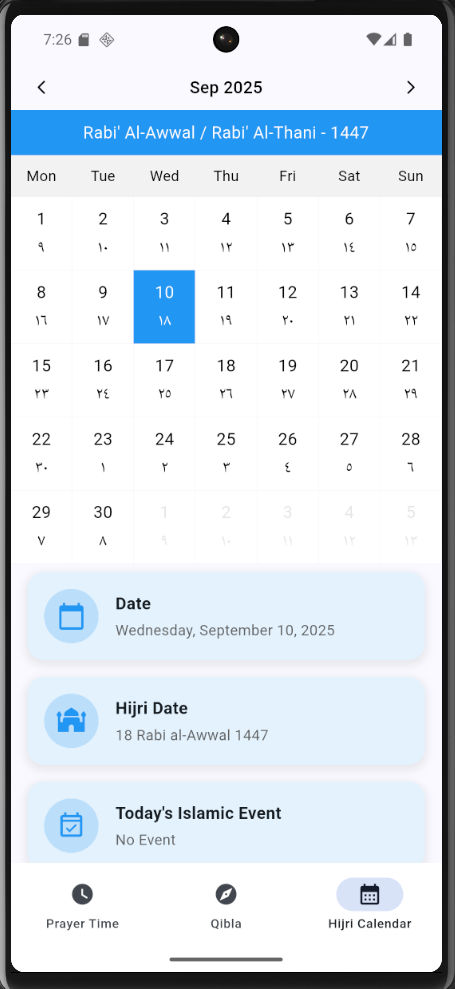 7:26
Sep 2025
Rabi' Al-Awwal / Rabi' Al-Thani - 1447
Mon Tue Wed Thu Fri Sat Sun
1 2 3 4 5 6 7
٩ ١٠ ١١ ١٢ ١٣ ١٤ ١٥
8 9 10 11 12 13 14
١٦ ١٧ ١٨ ١٩ ٢٠ ٢١ ٢٢
15 16 17 18 19 20 21
٢٣ ٢٤ ٢٥ ٢٦ ٢٧ ٢٨ ٢٩
22 23 24 25 26 27 28
٣٠ ١ ٢ ٣ ٤ ٥ ٦
29 30 1 2 3 4 5
٧ ٨ ٩ ١٠ ١١ ١٢ ١٣
Date
Wednesday, September 10, 2025
Hijri Date
18 Rabi al-Awwal 1447
Today's Islamic Event
No Event
Prayer Time Qibla Hijri Calendar